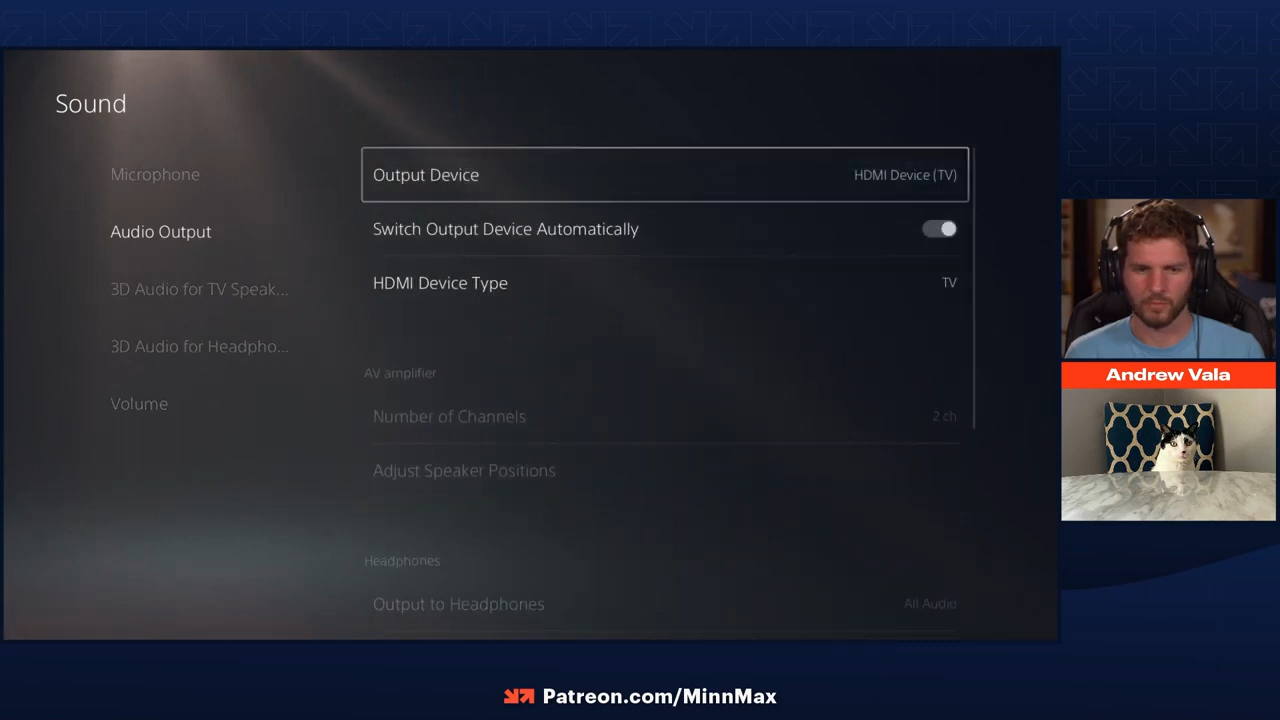 Sound
Microphone
Audio Output
3D Audio for TV Speak...
3D Audio for Headpho...
Volume
Output Device HDMI Device (TV)
Switch Output Device Automatically
HDMI Device Type TV
AV amplifier
Number of Channels 2 ch
Adjust Speaker Positions
Headphones
Output to Headphones All Audio
Andrew Vala
Patreon.com/MinnMax